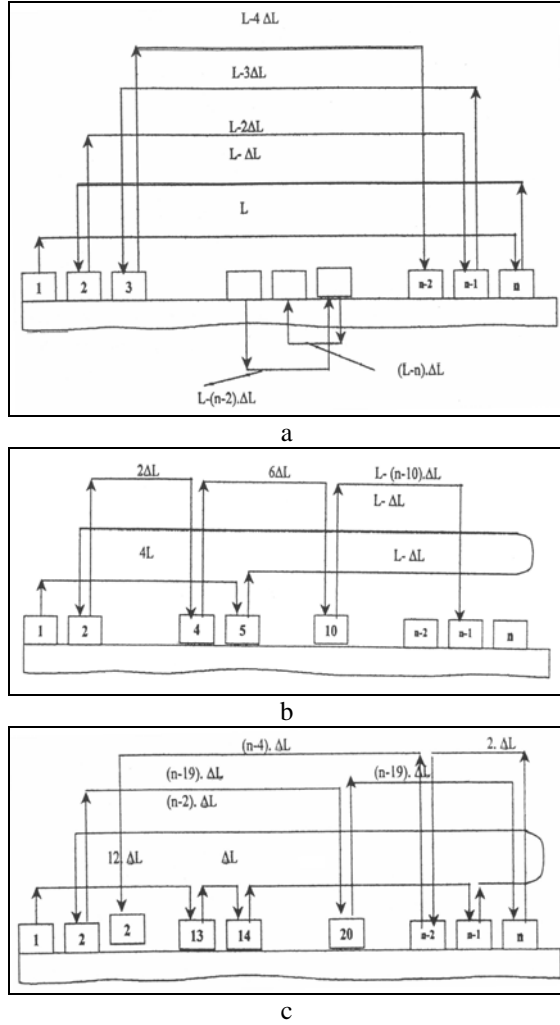 L-4 ΔL
L-3ΔL
L-2ΔL
L- ΔL
L
1 2 3 n-2 n-1 n
(L-n).ΔL
L-(n-2).ΔL
a
2ΔL 6ΔL L- (n-10).ΔL
L- ΔL
4L L- ΔL
1 2 4 5 10 n-2 n-1 n
b
(n-4). ΔL 2. ΔL
(n-19). ΔL (n-19). ΔL
(n-2). ΔL
12. ΔL ΔL
1 2 2 13 14 20 n-2 n-1 n
c